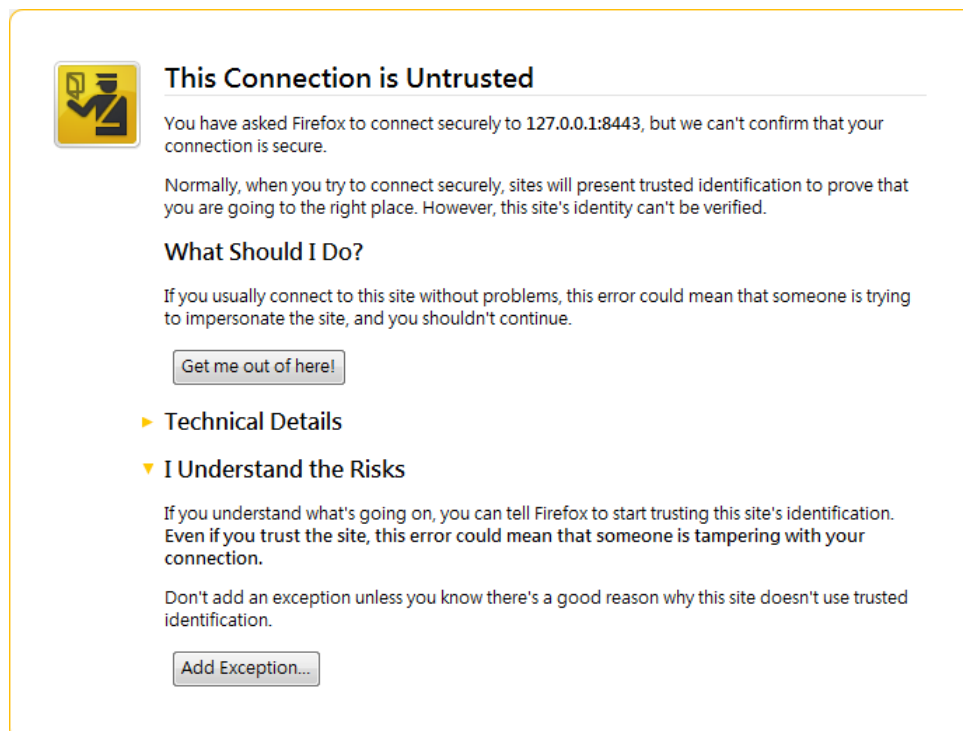 This Connection is Untrusted
You have asked Firefox to connect securely to 127.0.0.1:8443, but we can't confirm that your
connection is secure.
Normally, when you try to connect securely, sites will present trusted identification to prove that
you are going to the right place. However, this site's identity can't be verified.
What Should I Do?
If you usually connect to this site without problems, this error could mean that someone is trying
to impersonate the site, and you shouldn't continue.
Get me out of here!
Technical Details
I Understand the Risks
If you understand what's going on, you can tell Firefox to start trusting this site's identification.
Even if you trust the site, this error could mean that someone is tampering with your
connection.
Don't add an exception unless you know there's a good reason why this site doesn't use trusted
identification.
Add Exception...